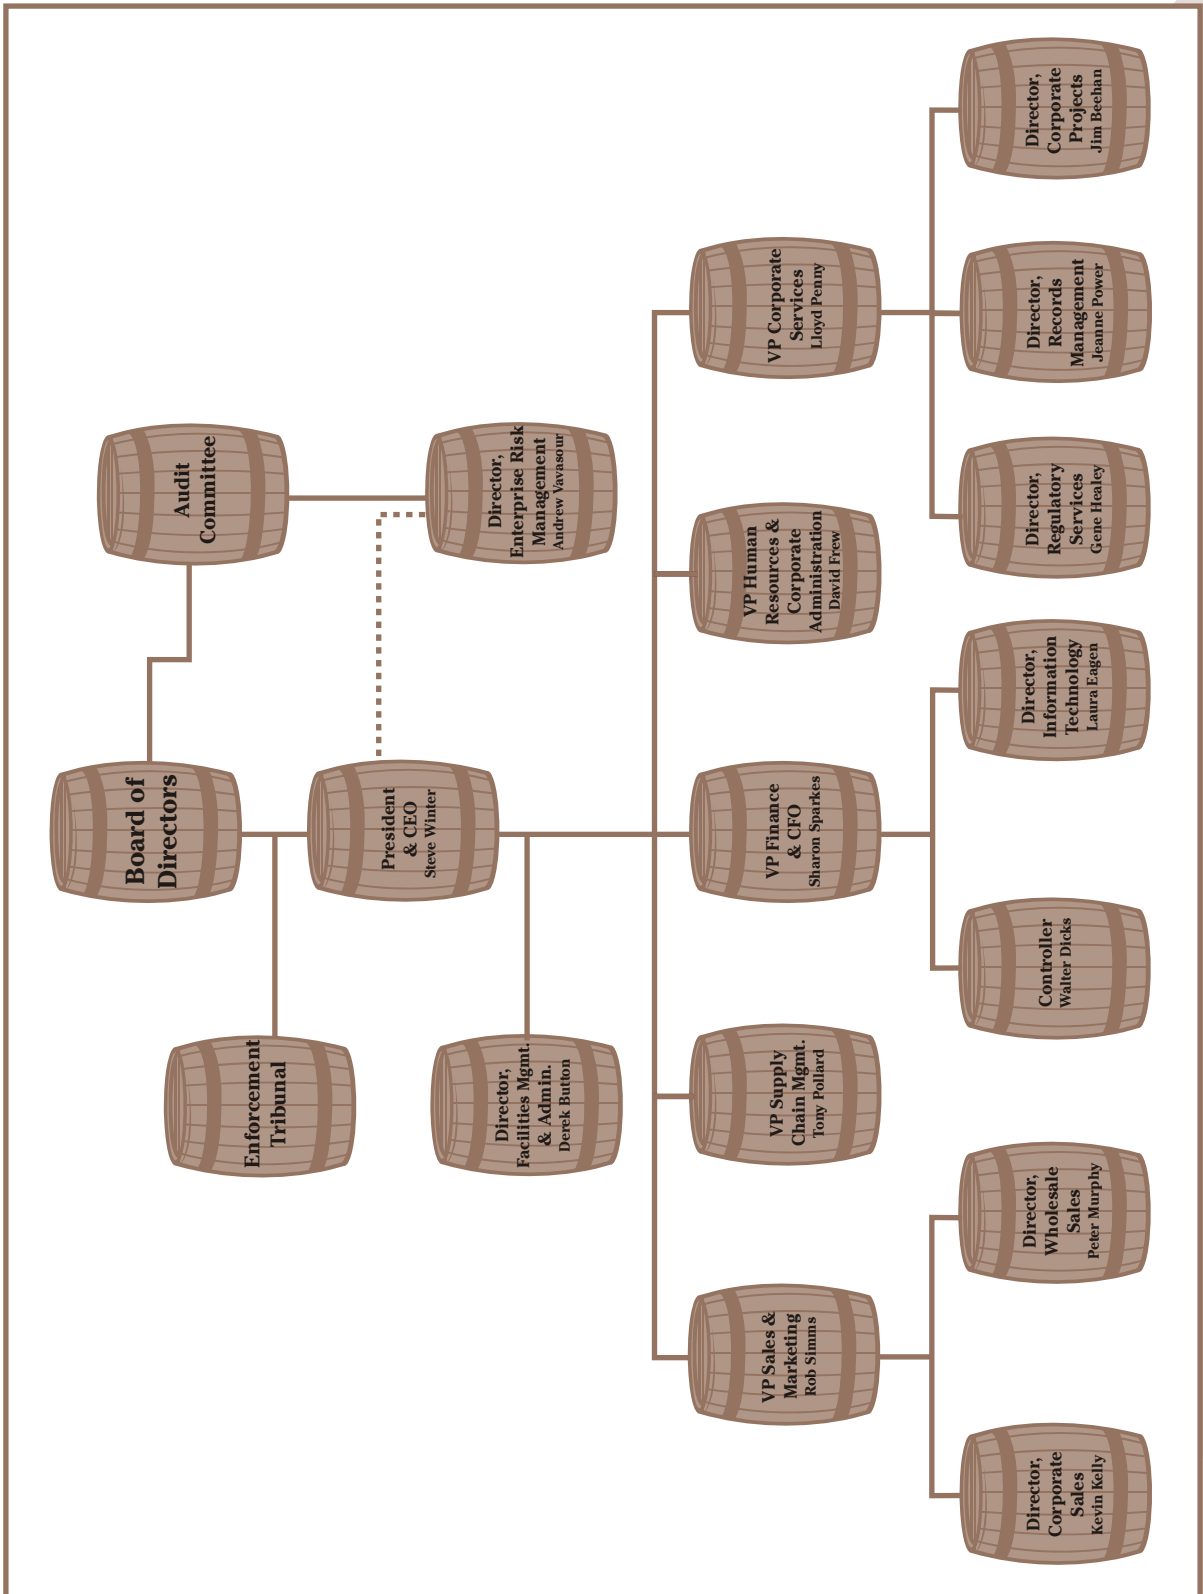 Board of
Directors
Audit
Committee
Enforcement
Tribunal
President
& CEO
Steve Winter
Director,
Enterprise Risk
Management
Andrew Vavasour
Director,
Facilities Mgmt.
& Admin.
Derek Button
VP Sales &
Marketing
Rob Simms
VP Supply
Chain Mgmt.
Tony Pollard
VP Finance
& CFO
Sharon Sparkes
VP Human
Resources &
Corporate
Administration
David Frew
VP Corporate
Services
Lloyd Penny
Director,
Corporate
Sales
Kevin Kelly
Director,
Wholesale
Sales
Peter Murphy
Controller
Walter Dicks
Director,
Information
Technology
Laura Eagen
Director,
Regulatory
Services
Gene Healey
Director,
Records
Management
Jeanne Power
Director,
Corporate
Projects
Jim Beehan